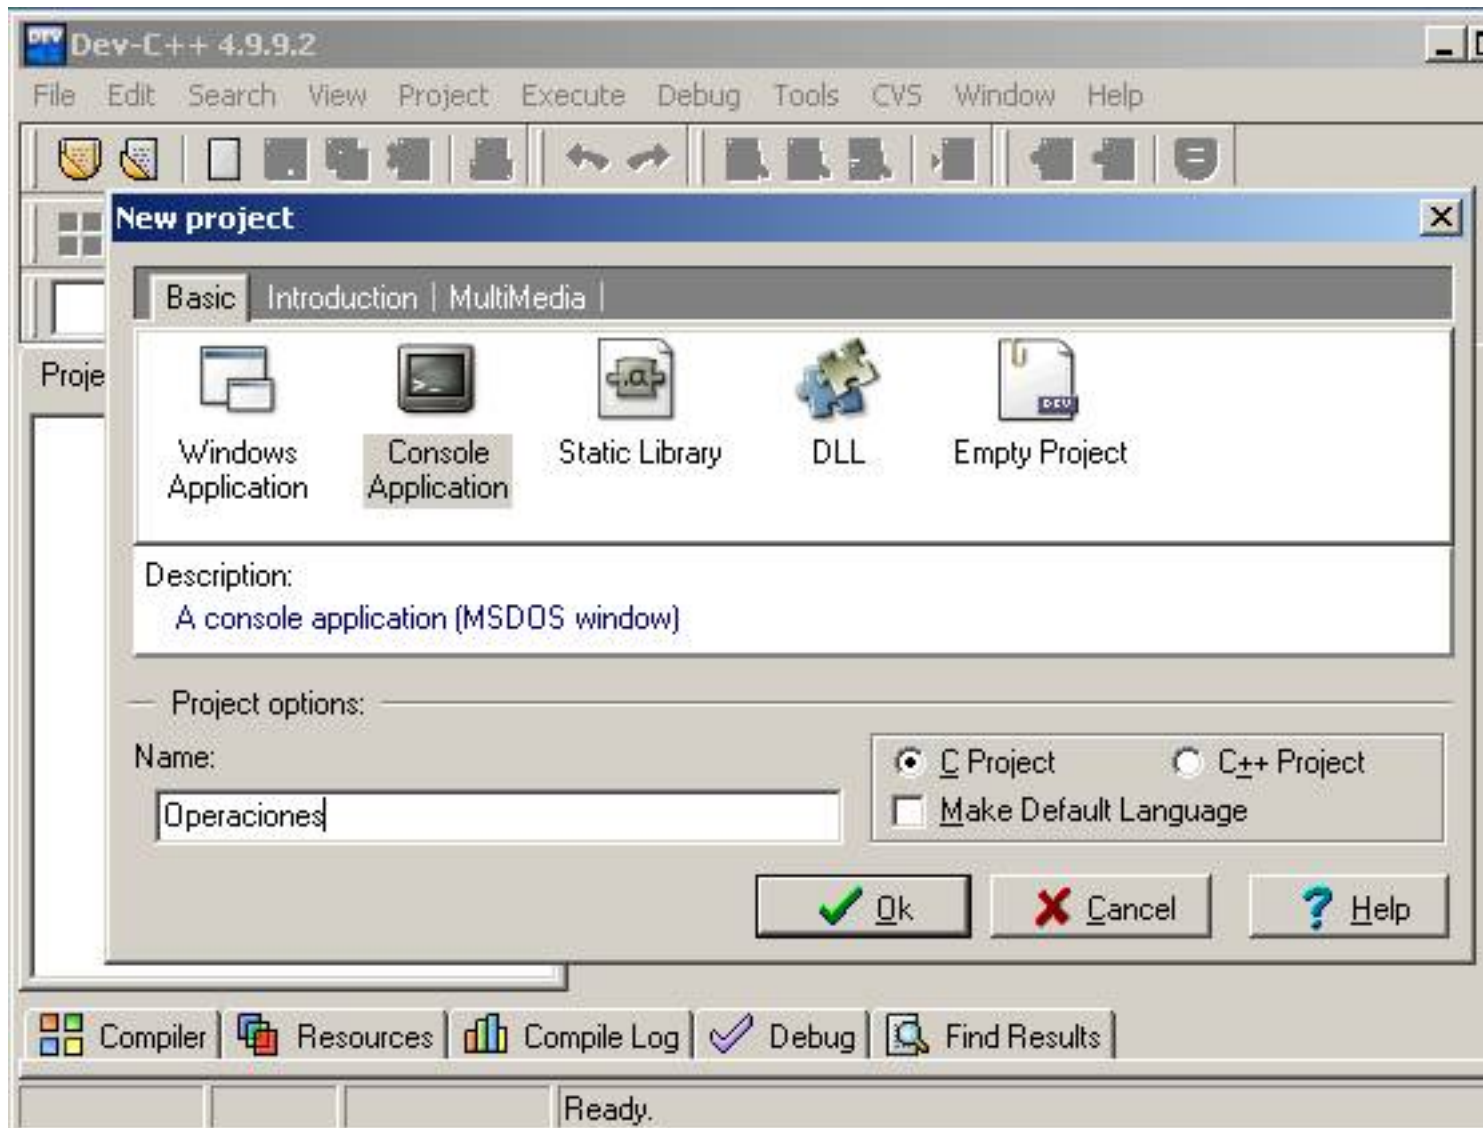 Dev-C++ 4.9.9.2
File Edit Search View Project Execute Debug Tools CVS Window Help
New project
Basic Introduction MultiMedia
Proje
Windows Application
Console Application
Static Library
DLL
Empty Project
Description:
A console application (MSDOS window)
Project options:
Name:
C Project C++ Project
Operaciones
Make Default Language
Ok Cancel Help
Compiler Resources Compile Log Debug Find Results
Ready.